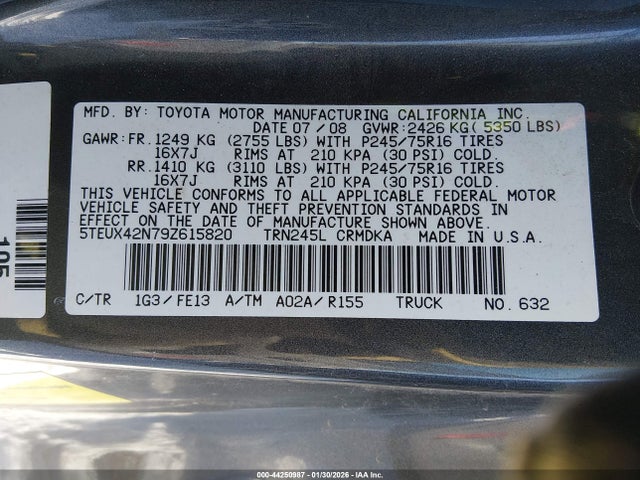 MFD. BY: TOYOTA MOTOR MANUFACTURING CALIFORNIA INC.
DATE 07/08 GVWR:2426 KG( 5350 LBS)
GAWR:FR. 1249 KG (2755 LBS) WITH P245/75R16 TIRES
16X7J RIMS AT 210 KPA (30 PSI) COLD.
RR. 1410 KG (3110 LBS) WITH P245/75R16 TIRES
16X7J RIMS AT 210 KPA (30 PSI) COLD.
THIS VEHICLE CONFORMS TO ALL APPLICABLE FEDERAL MOTOR
VEHICLE SAFETY AND THEFT PREVENTION STANDARDS IN
EFFECT ON THE DATE OF MANUFACTURE SHOWN ABOVE.
5TEUX42N79Z615820 TRN245L CRMDKA MADE IN U.S.A.
C/TR 1G3/FE13 A/TM A02A/R155 TRUCK NO. 632
105
000-44250987 - 01/30/2026 - IAA Inc.